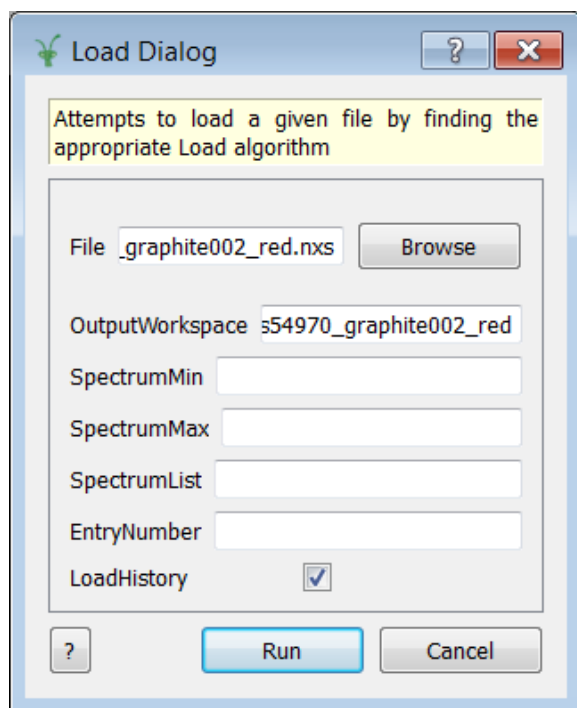 Load Dialog
?
Attempts to load a given file by finding the
appropriate Load algorithm
File _graphite002_red.nxs Browse
OutputWorkspace s54970_graphite002_red
SpectrumMin
SpectrumMax
SpectrumList
EntryNumber
LoadHistory
? Run Cancel